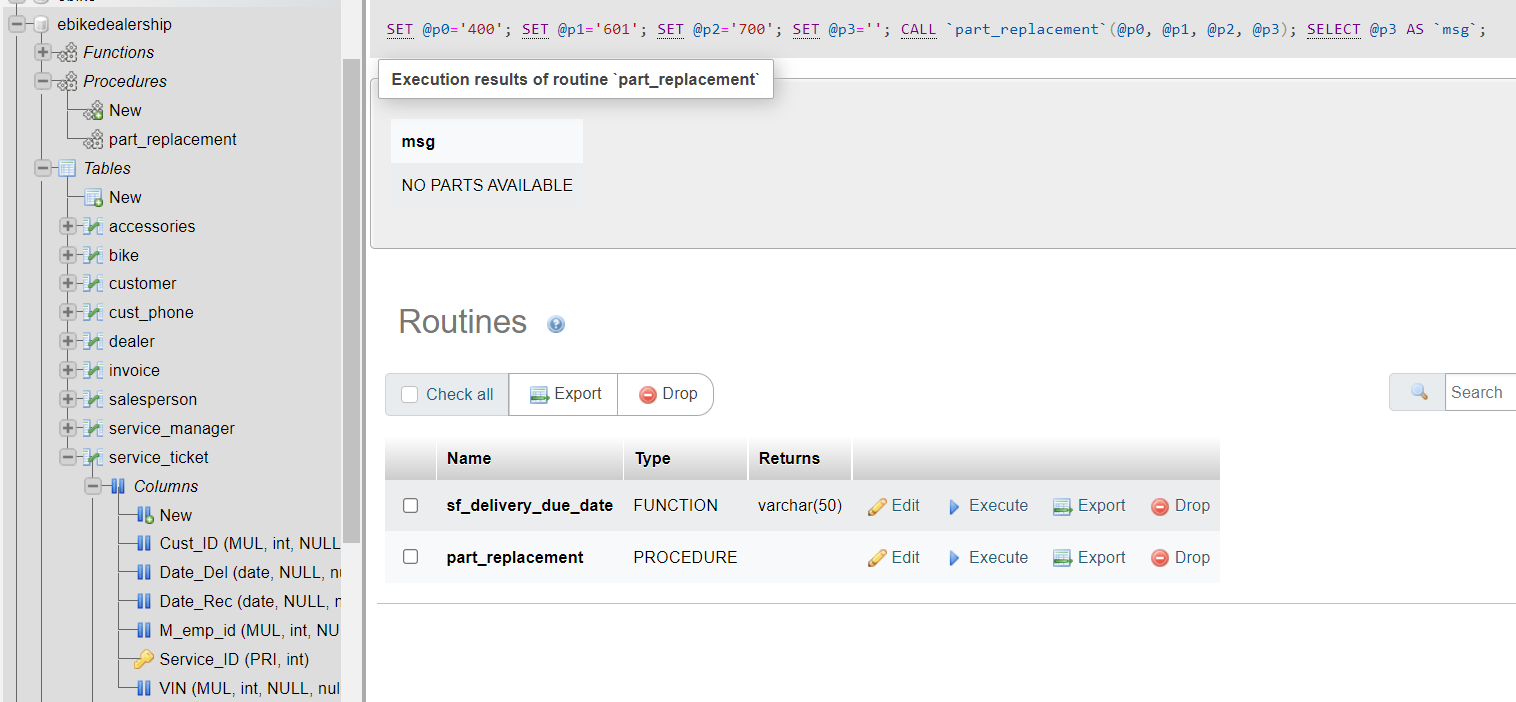 ebikedealership
Functions
Procedures
New
part_replacement
Tables
New
accessories
bike
customer
cust_phone
dealer
invoice
salesperson
service_manager
service_ticket
Columns
New
Cust_ID (MUL, int, NULL
Date_Del (date, NULL, nu
Date_Rec (date, NULL, n
M_emp_id (MUL, int, NU
Service_ID (PRI, int)
VIN (MUL, int, NULL, nul
SET @p0='400'; SET @p1='601'; SET @p2='700'; SET @p3=''; CALL `part_replacement`(@p0, @p1, @p2, @p3); SELECT @p3 AS `msg`;
Execution results of routine `part_replacement`
msg
NO PARTS AVAILABLE
Routines
Check all Export Drop Search
Name Type Returns
sf_delivery_due_date FUNCTION varchar(50) Edit Execute Export Drop
part_replacement PROCEDURE Edit Execute Export Drop